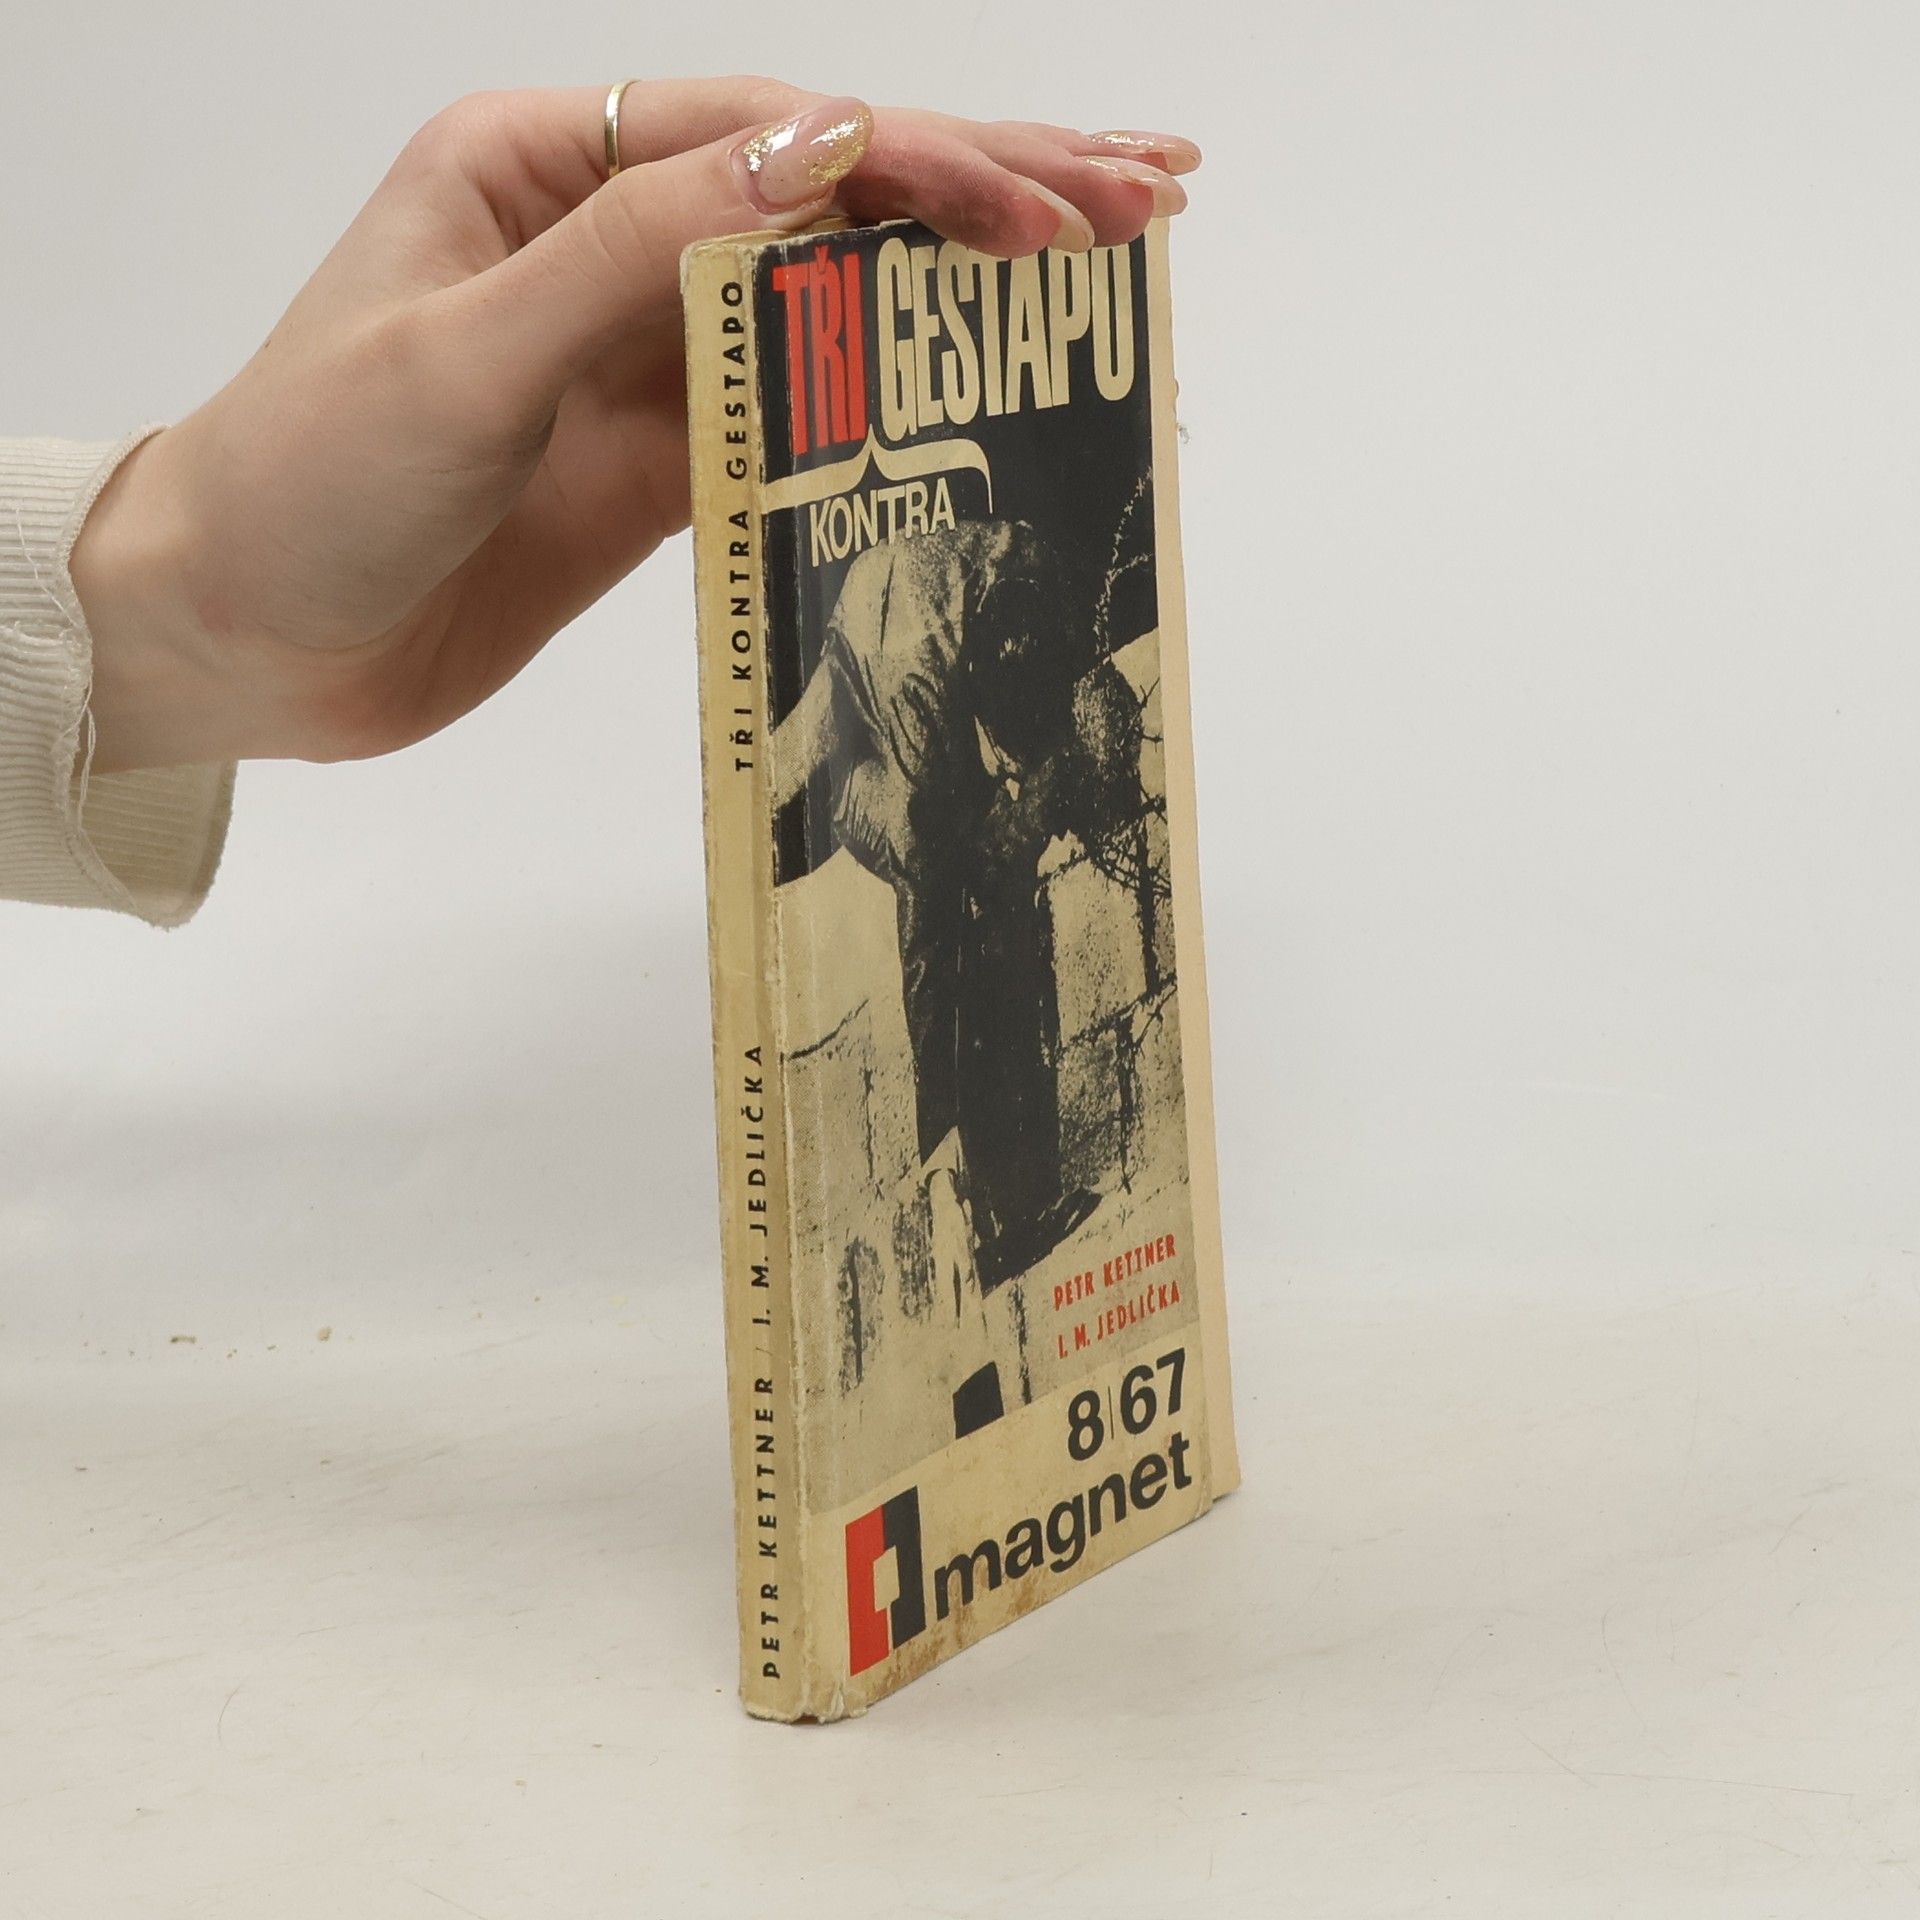 TŘI KONTRA GESTAPO
PETR KETTNER / I. M. JEDLIČKA
TŘI GESTAPO
KONTRA
PETR KETTNER
I. M. JEDLIČKA
8|67
magnet